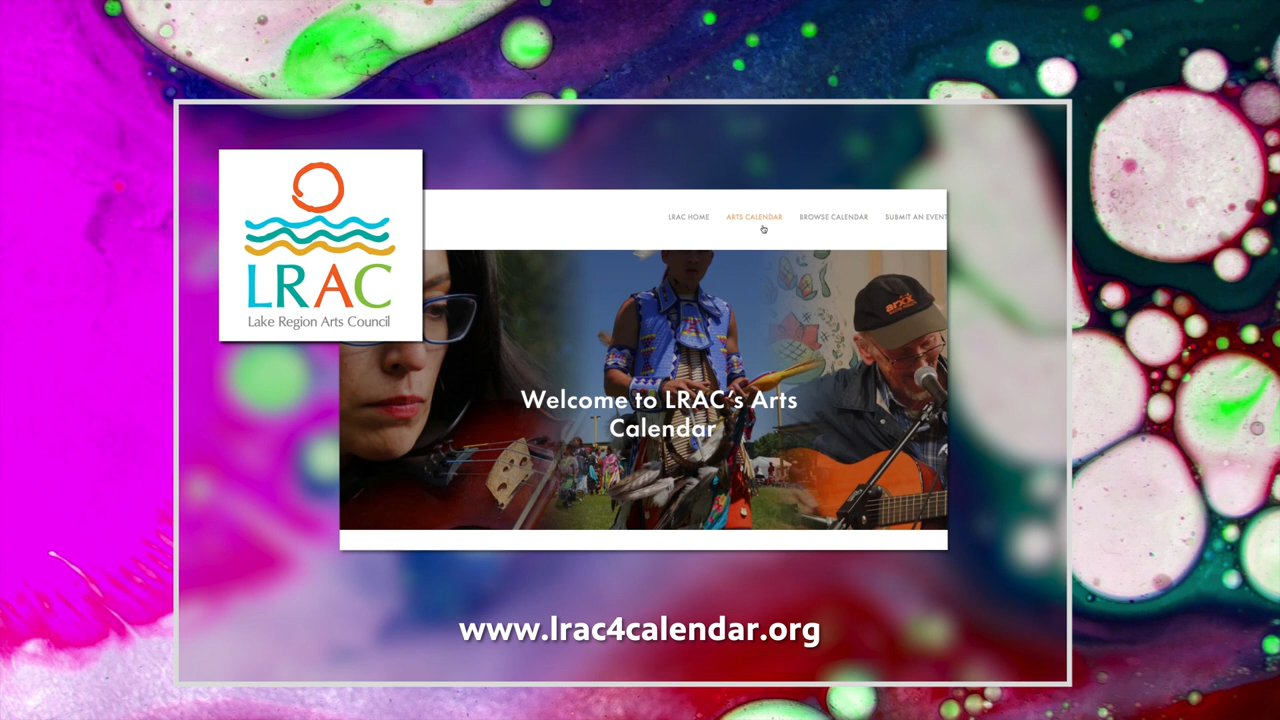 LRAC
Lake Region Arts Council
LRAC HOME ARTS CALENDAR BROWSE CALENDAR SUBMIT AN EVENT
arxx
Welcome to LRAC's Arts
Calendar
www.lrac4calendar.org